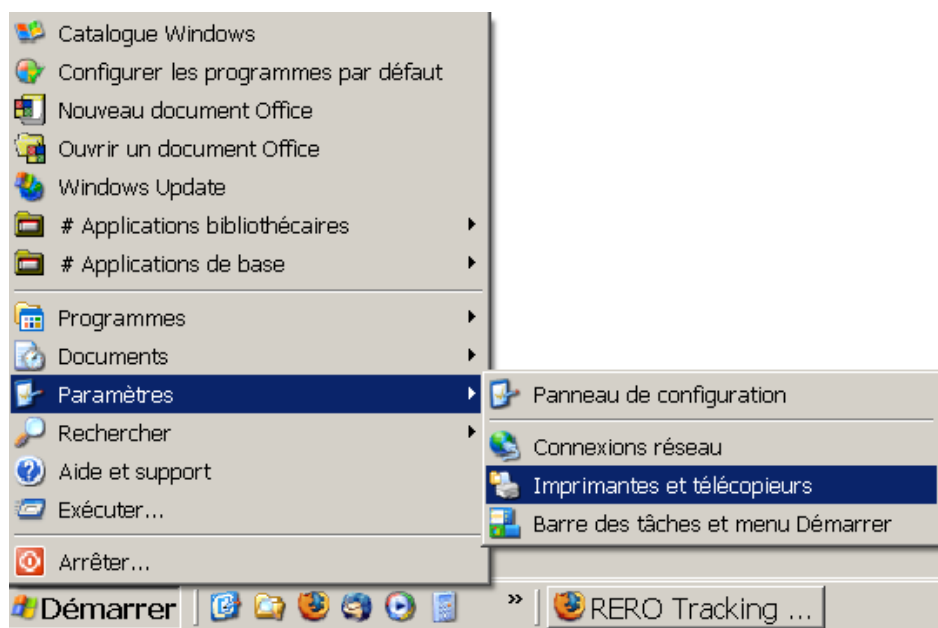 Catalogue Windows
Configurer les programmes par défaut
Nouveau document Office
Ouvrir un document Office
Windows Update
# Applications bibliothécaires
# Applications de base
Programmes
Documents
Paramètres
Rechercher
Aide et support
Exécuter...
Arrêter...
Panneau de configuration
Connexions réseau
Imprimantes et télécopieurs
Barre des tâches et menu Démarrer
Démarrer » RERO Tracking ...